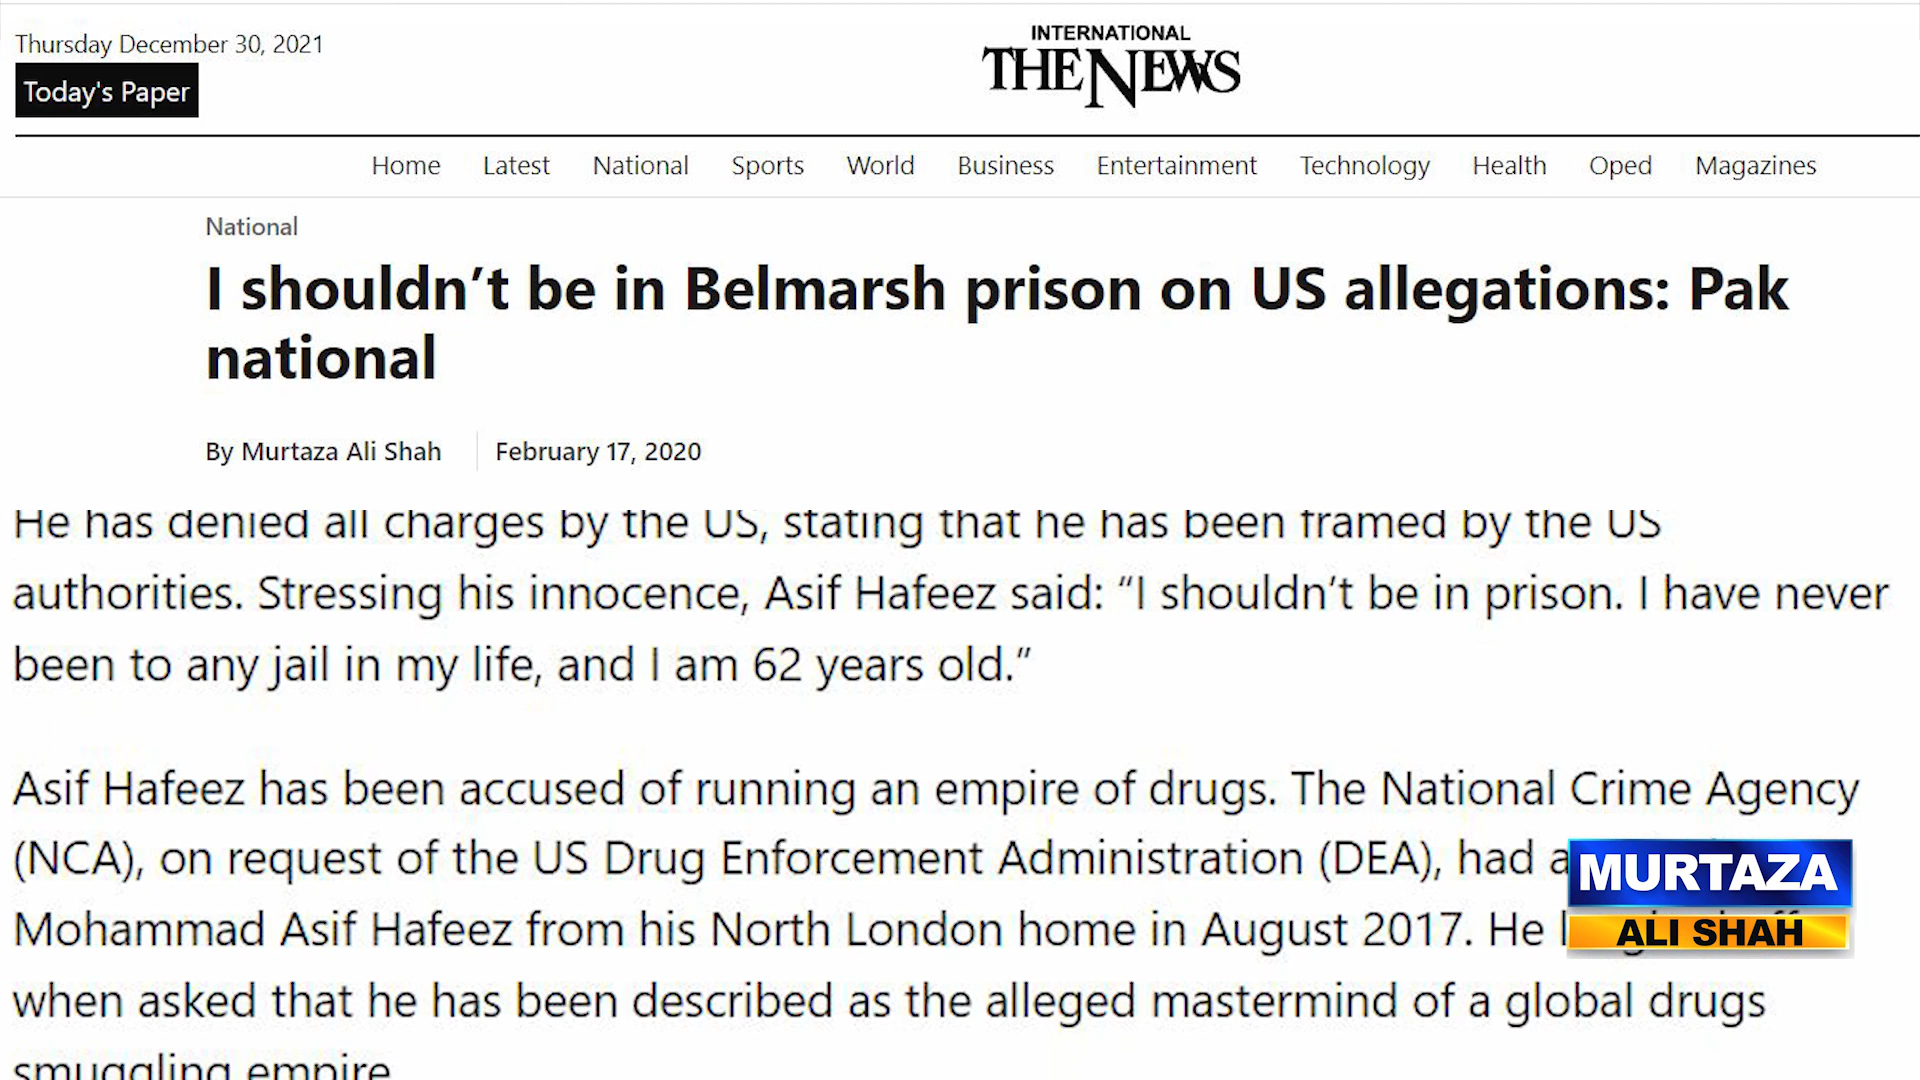 Thursday December 30, 2021
Today's Paper
INTERNATIONAL
THE NEWS
Home Latest National Sports World Business Entertainment Technology Health Oped Magazines
National
I shouldn’t be in Belmarsh prison on US allegations: Pak
national
By Murtaza Ali Shah February 17, 2020
He has denied all charges by the US, stating that he has been framed by the US
authorities. Stressing his innocence, Asif Hafeez said: “I shouldn’t be in prison. I have never
been to any jail in my life, and I am 62 years old.”
Asif Hafeez has been accused of running an empire of drugs. The National Crime Agency
(NCA), on request of the US Drug Enforcement Administration (DEA), had
Mohammad Asif Hafeez from his North London home in August 2017. He
when asked that he has been described as the alleged mastermind of a global drugs
smuggling empire
MURTAZA
ALI SHAH